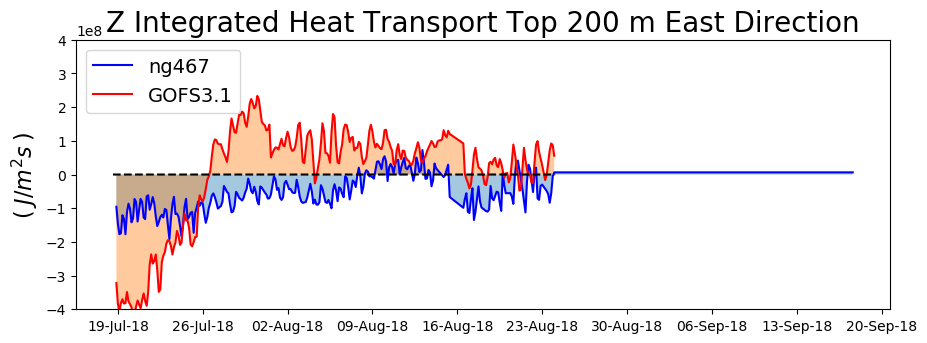 Z Integrated Heat Transport Top 200 m East Direction
1e8
4
3
2
1
0
−1
−2
−3
−4
( J/m²s )
ng467
GOFS3.1
19-Jul-18 26-Jul-18 02-Aug-18 09-Aug-18 16-Aug-18 23-Aug-18 30-Aug-18 06-Sep-18 13-Sep-18 20-Sep-18